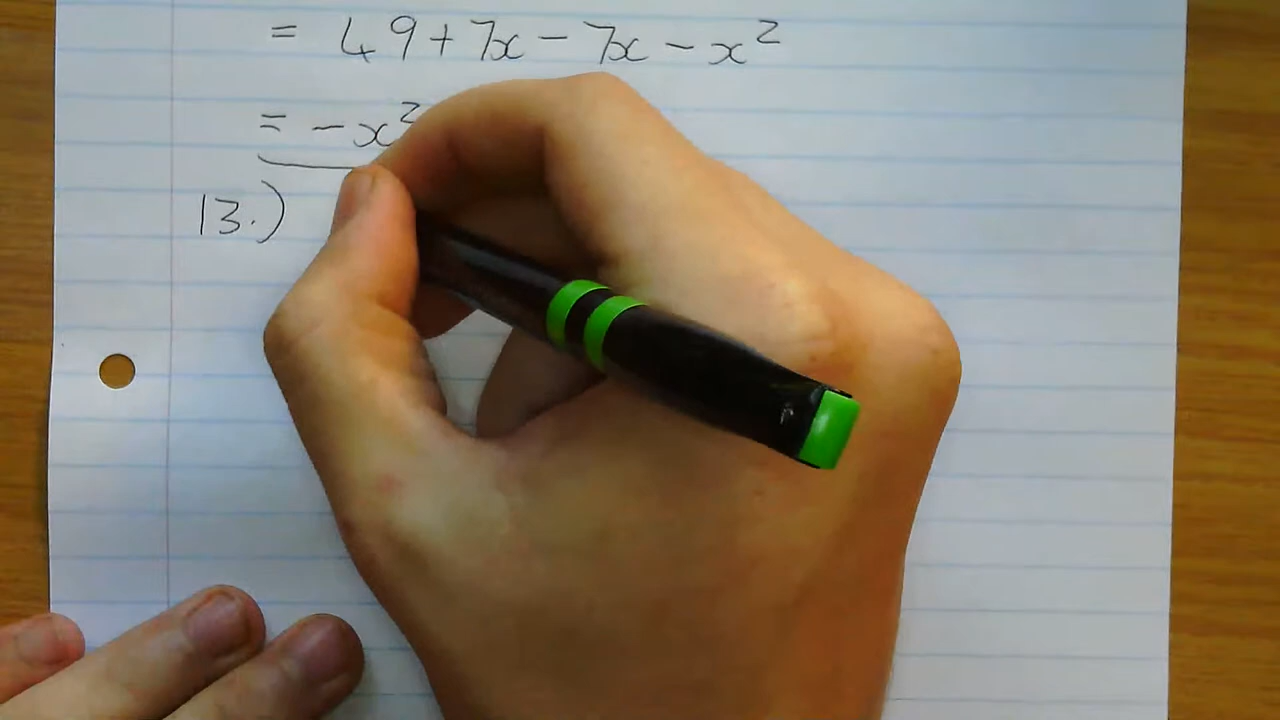 = 49 + 7x - 7x - x²
= -x²
13.)